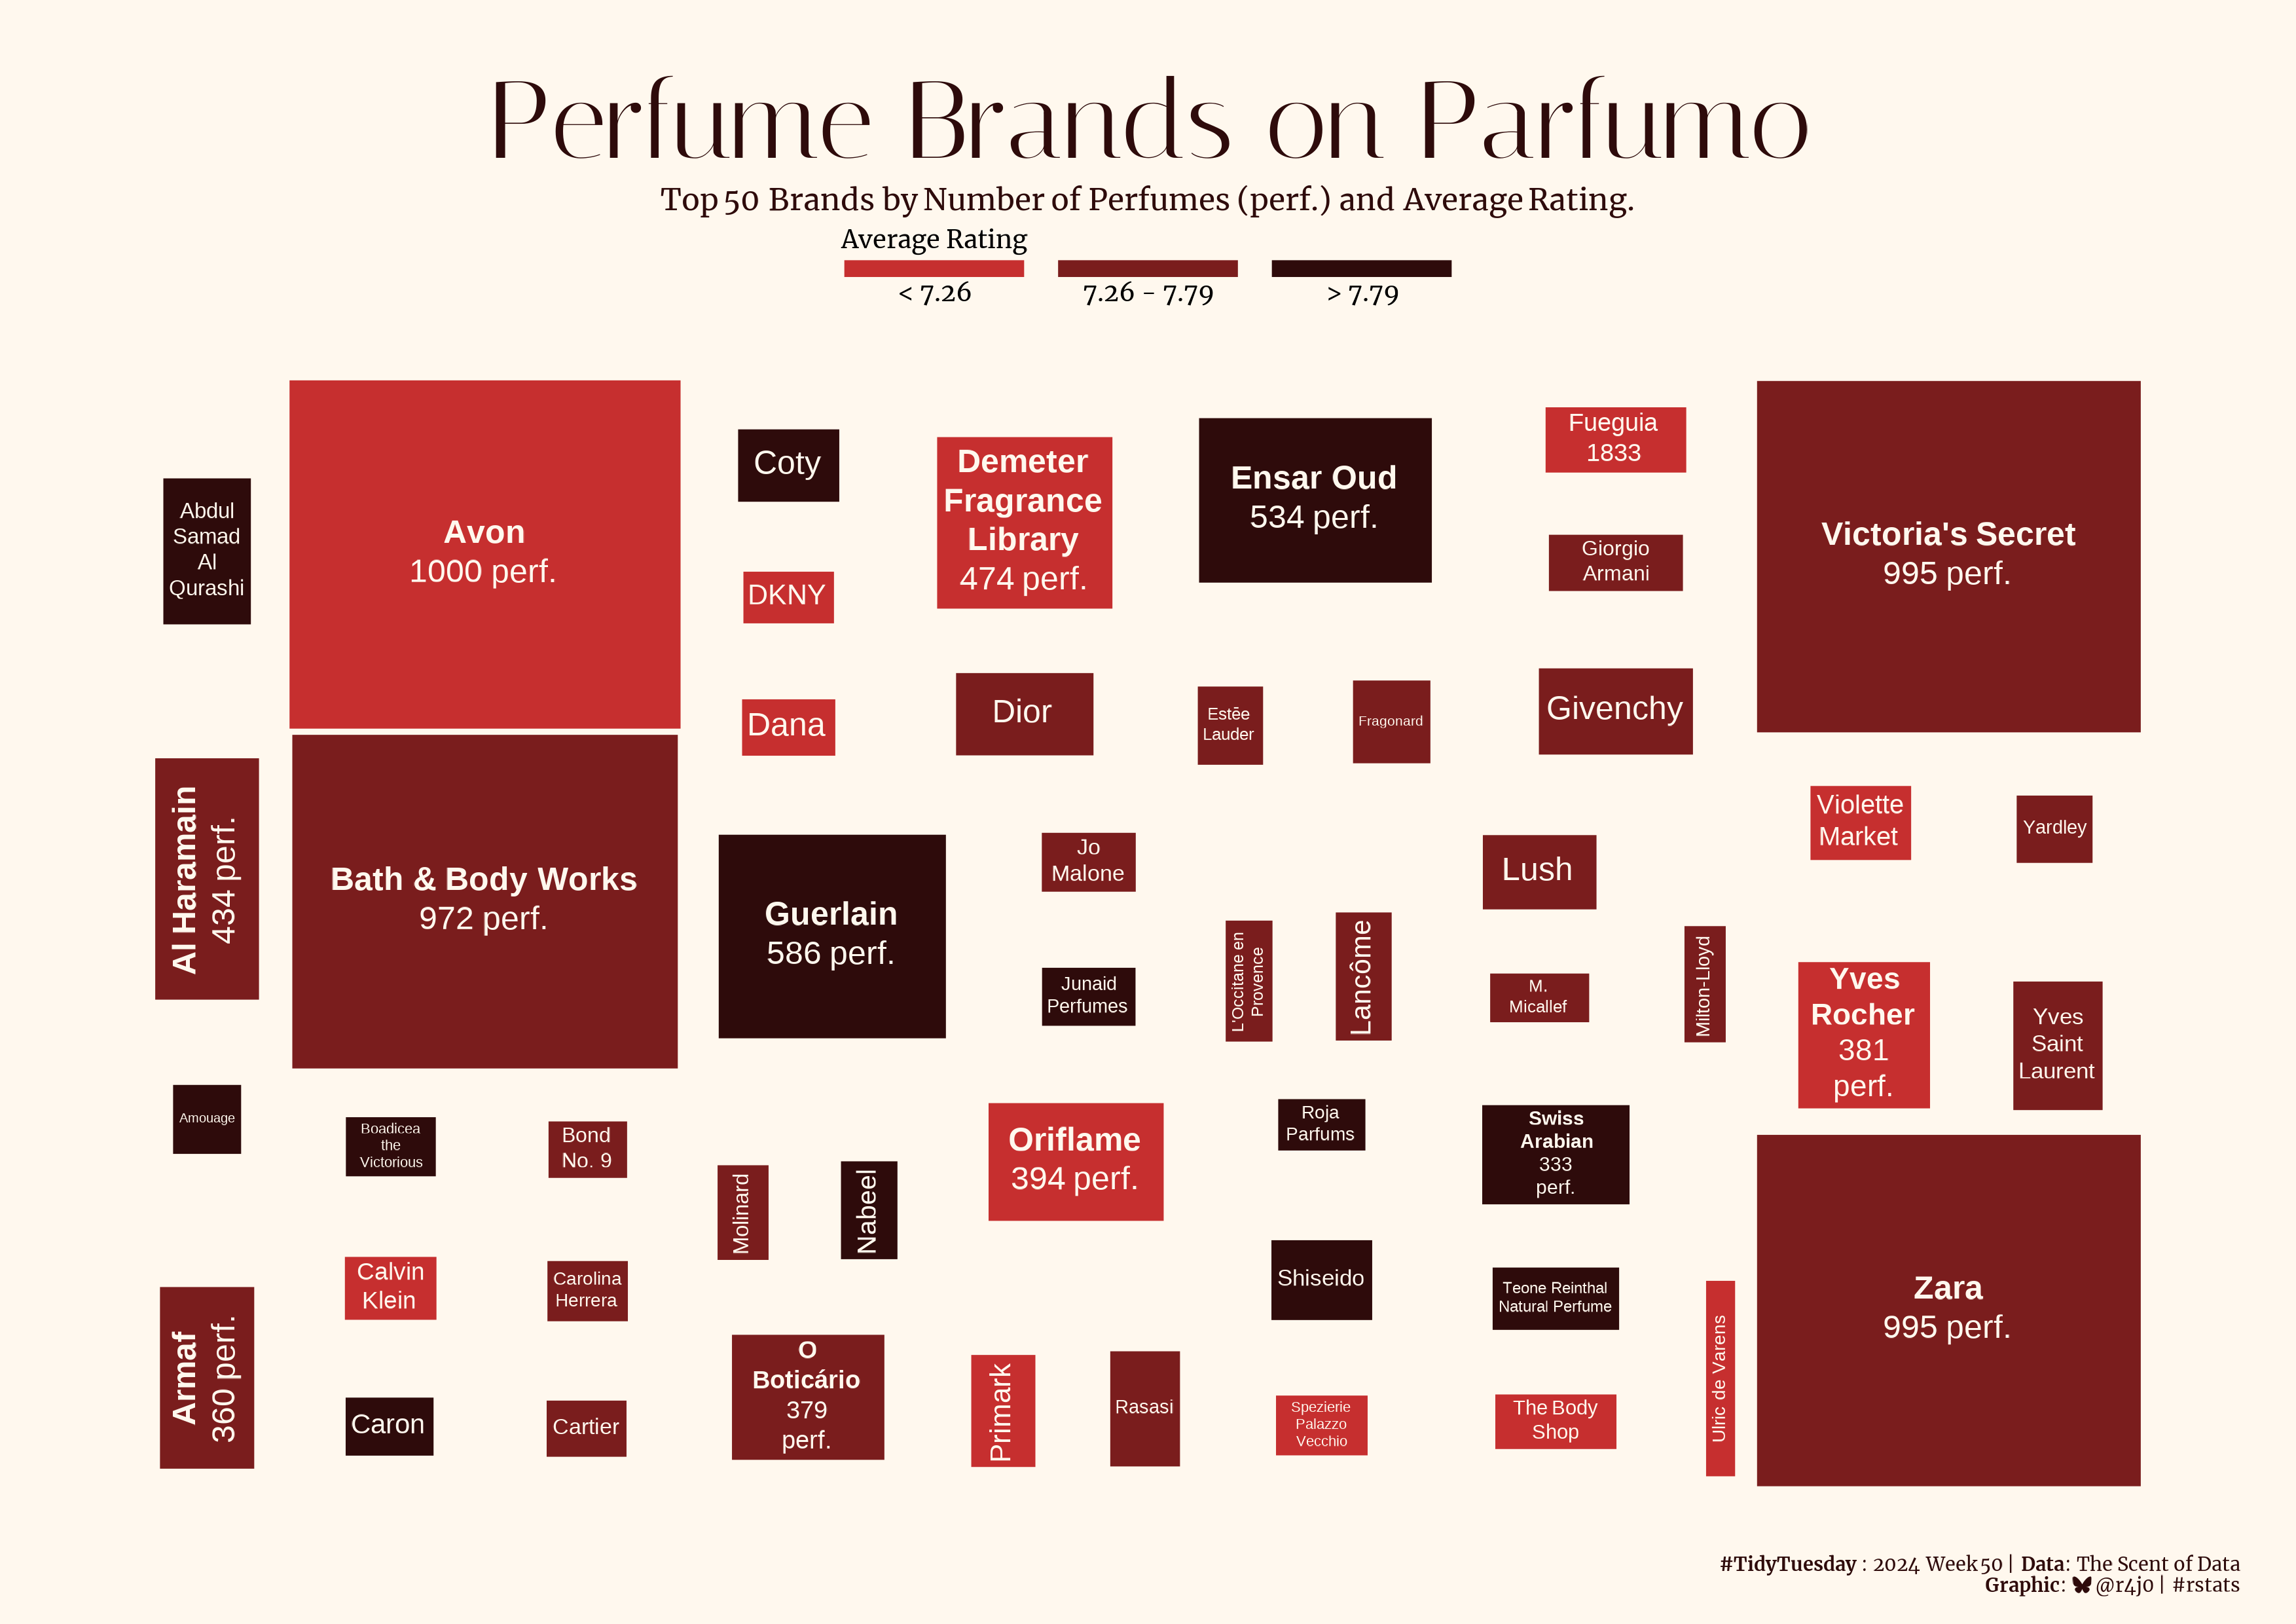 Perfume Brands on Parfumo
Top 50 Brands by Number of Perfumes (perf.) and Average Rating.
Average Rating
< 7.26
7.26 - 7.79
> 7.79
Abdul
Samad
Al
Qurashi
Avon
1000 perf.
Coty
DKNY
Dana
Demeter
Fragrance
Library
474 perf.
Dior
Ensar Oud
534 perf.
Estēe
Lauder
Fragonard
Fueguia
1833
Giorgio
Armani
Givenchy
Victoria's Secret
995 perf.
Al Haramain
434 perf.
Bath & Body Works
972 perf.
Guerlain
586 perf.
Jo
Malone
Junaid
Perfumes
L'Occitane en
Provence
Lancôme
Lush
M.
Micallef
Milton-Lloyd
Violette
Market
Yardley
Yves
Rocher
381
perf.
Yves
Saint
Laurent
Amouage
Armaf
360 perf.
Boadicea
the
Victorious
Bond
No. 9
Calvin
Klein
Carolina
Herrera
Caron
Cartier
Molinard
Nabeel
O
Boticário
379
perf.
Oriflame
394 perf.
Primark
Rasasi
Roja
Parfums
Shiseido
Spezierie
Palazzo
Vecchio
Swiss
Arabian
333
perf.
Teone Reinthal
Natural Perfume
The Body
Shop
Ulric de Varens
Zara
995 perf.
#TidyTuesday : 2024 Week 50 | Data: The Scent of Data
Graphic: @r4j0 | #rstats